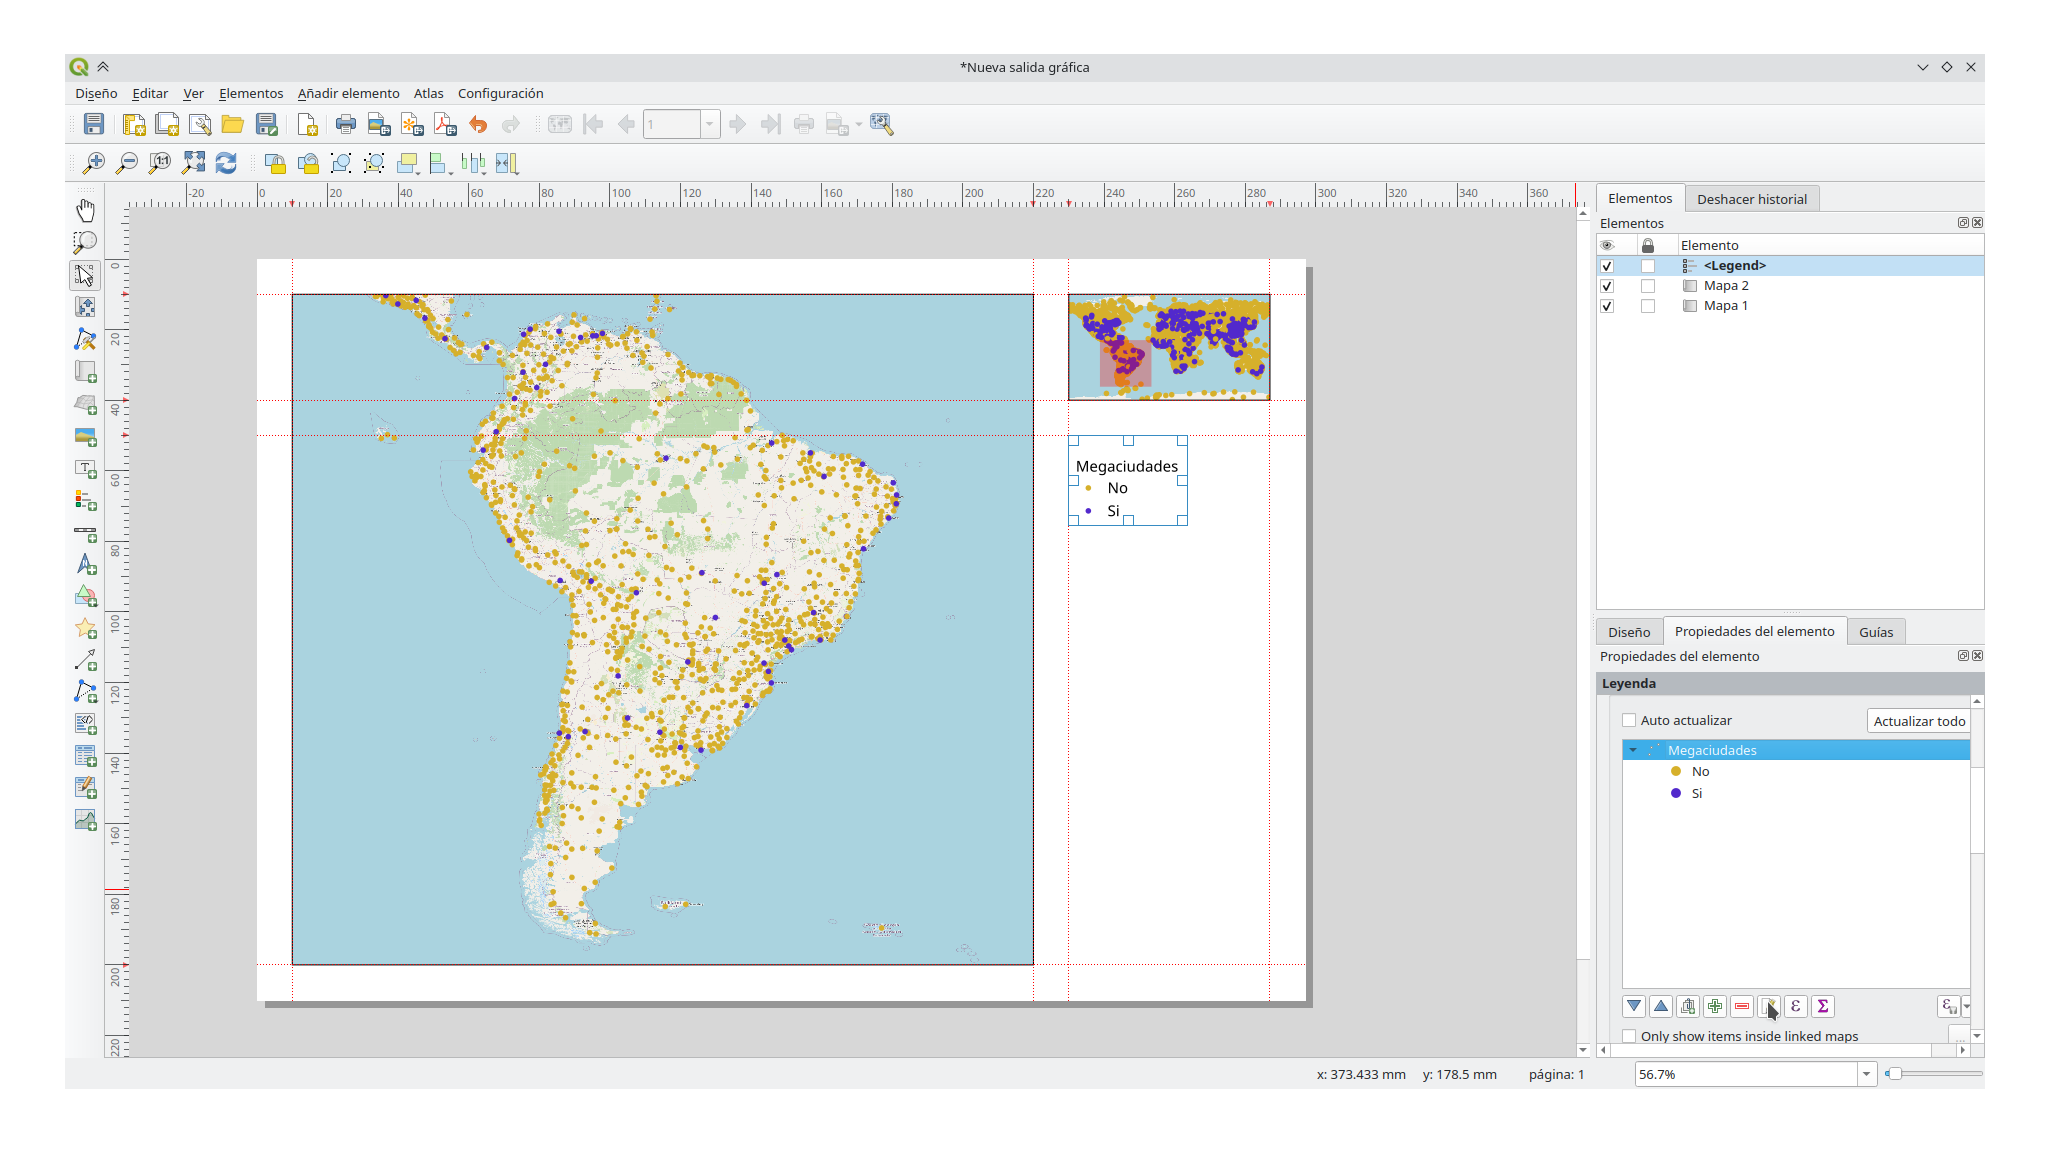 *Nueva salida gráfica
Diseño Editar Ver Elementos Añadir elemento Atlas Configuración
1
1:1
-20 0 20 40 60 80 100 120 140 160 180 200 220 240 260 280 300 320 340 360
0
20
40
60
80
100
120
140
160
180
200
220
Megaciudades
No
Si
Elementos Deshacer historial
Elementos
Elemento
<Legend>
Mapa 2
Mapa 1
Diseño Propiedades del elemento Guías
Propiedades del elemento
Leyenda
Auto actualizar Actualizar todo
Megaciudades
No
Si
ε Σ ε
Only show items inside linked maps ...
x: 373.433 mm y: 178.5 mm página: 1 56.7%